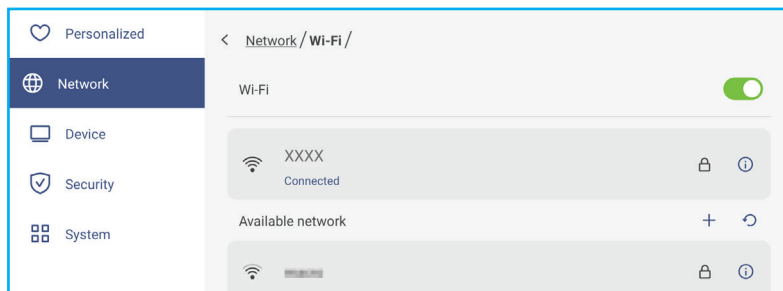 Personalized
Network
Device
Security
System
Network / Wi-Fi /
Wi-Fi
XXXX
Connected
Available network